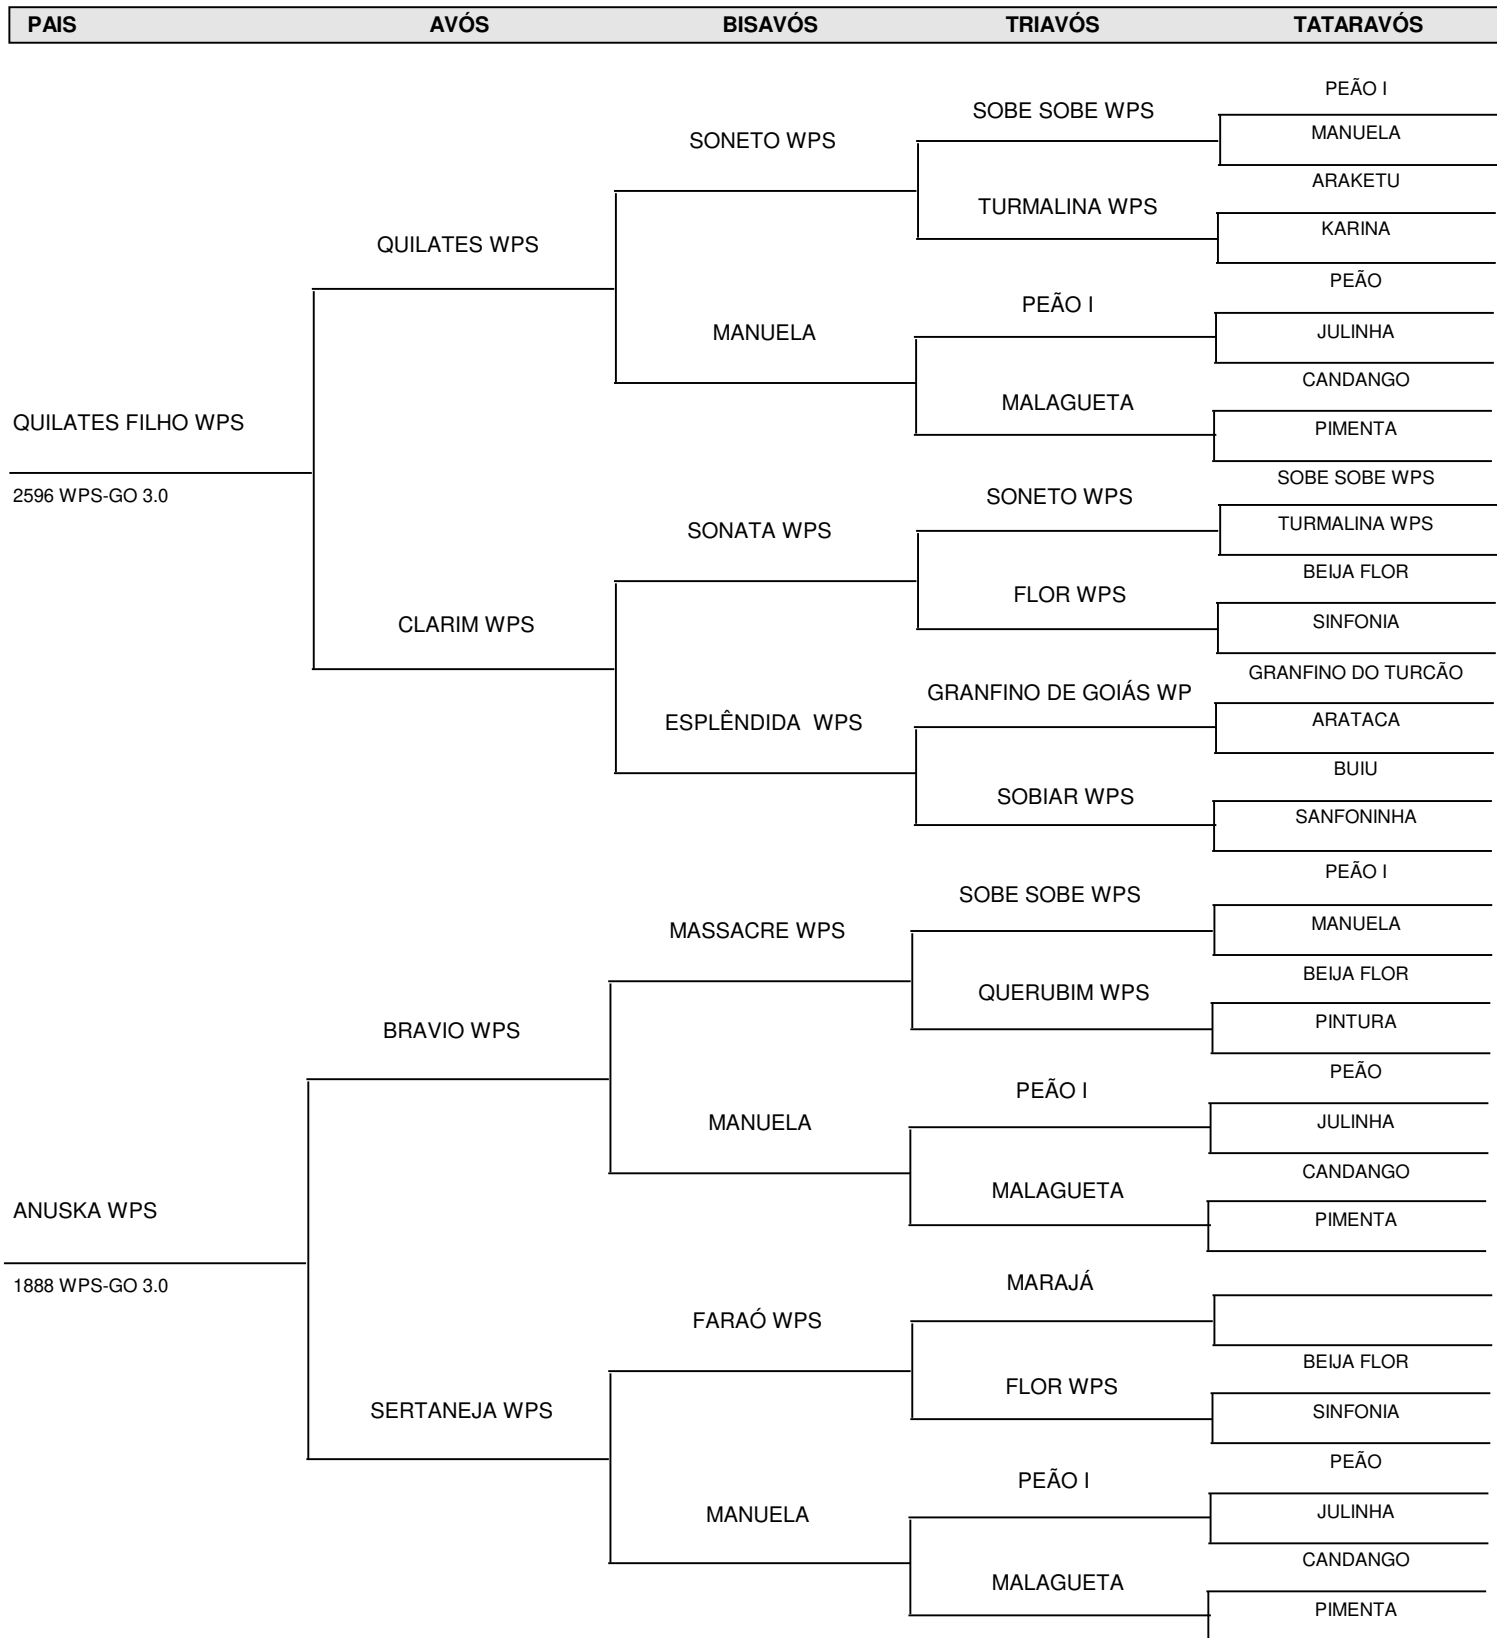 PAIS AVÓS BISAVÓS TRIAVÓS TATARAVÓS
PEÃO I
SOBE SOBE WPS
MANUELA
SONETO WPS
ARAKETU
TURMALINA WPS
KARINA
QUILATES WPS
PEÃO
PEÃO I
JULINHA
MANUELA
CANDANGO
MALAGUETA
QUILATES FILHO WPS
PIMENTA
SOBE SOBE WPS
2596 WPS-GO 3.0
SONETO WPS
TURMALINA WPS
SONATA WPS
BEIJA FLOR
FLOR WPS
SINFONIA
CLARIM WPS
GRANFINO DO TURCÃO
GRANFINO DE GOIÁS WP
ARATACA
ESPLÊNDIDA WPS
BUIU
SOBIAR WPS
SANFONINHA
PEÃO I
SOBE SOBE WPS
MANUELA
MASSACRE WPS
BEIJA FLOR
QUERUBIM WPS
PINTURA
BRAVIO WPS
PEÃO
PEÃO I
JULINHA
MANUELA
CANDANGO
MALAGUETA
ANUSKA WPS
PIMENTA
1888 WPS-GO 3.0
MARAJÁ
FARAÓ WPS
BEIJA FLOR
FLOR WPS
SERTANEJA WPS
SINFONIA
PEÃO
PEÃO I
JULINHA
MANUELA
CANDANGO
MALAGUETA
PIMENTA